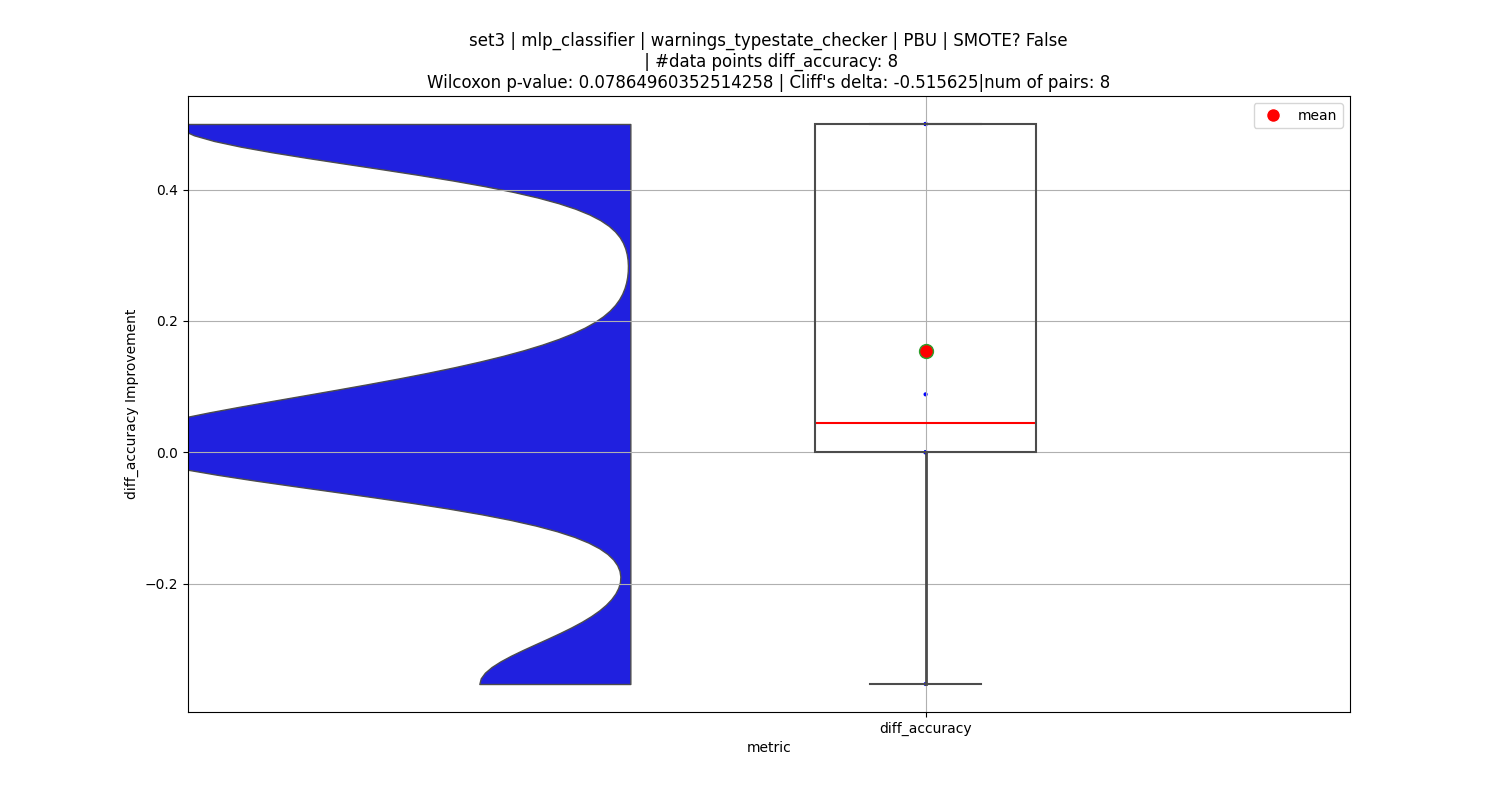 set3 | mlp_classifier | warnings_typestate_checker | PBU | SMOTE? False
| #data points diff_accuracy: 8
Wilcoxon p-value: 0.07864960352514258 | Cliff's delta: -0.515625|num of pairs: 8
mean
0.4
0.2
0.0
−0.2
diff_accuracy Improvement
diff_accuracy
metric